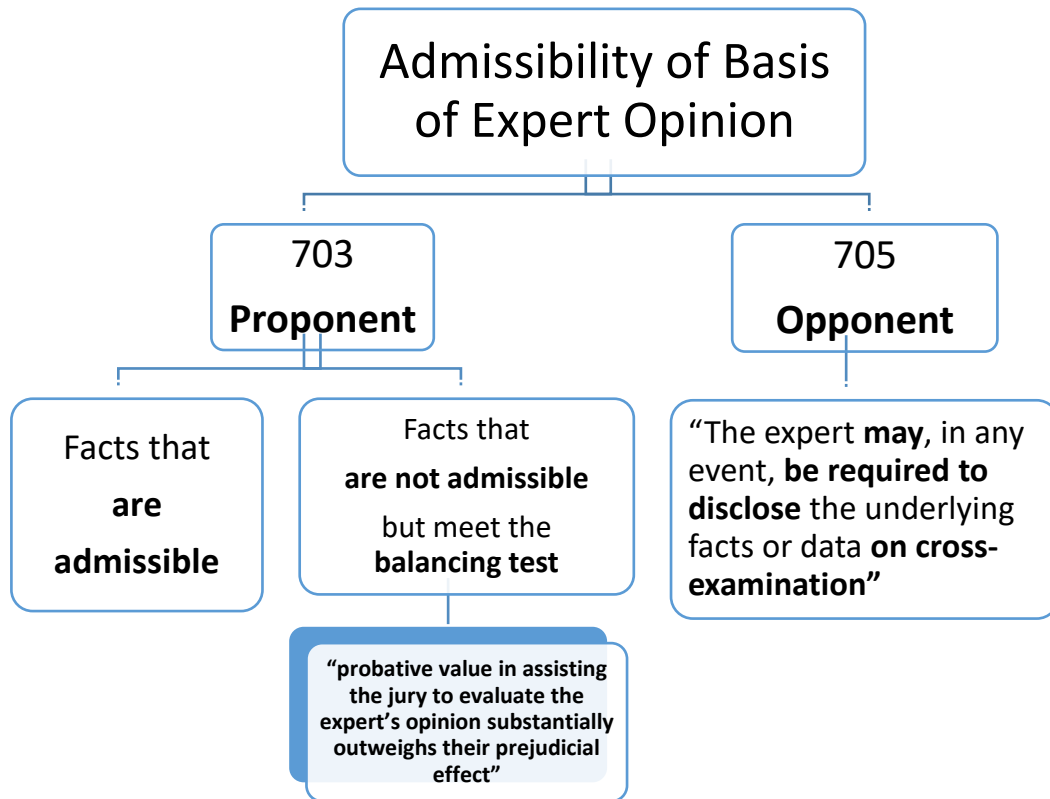 Admissibility of Basis
of Expert Opinion
703
Proponent
705
Opponent
Facts that
are
admissible
Facts that
are not admissible
but meet the
balancing test
“The expert may, in any
event, be required to
disclose the underlying
facts or data on cross-
examination”
“probative value in assisting
the jury to evaluate the
expert’s opinion substantially
outweighs their prejudicial
effect”